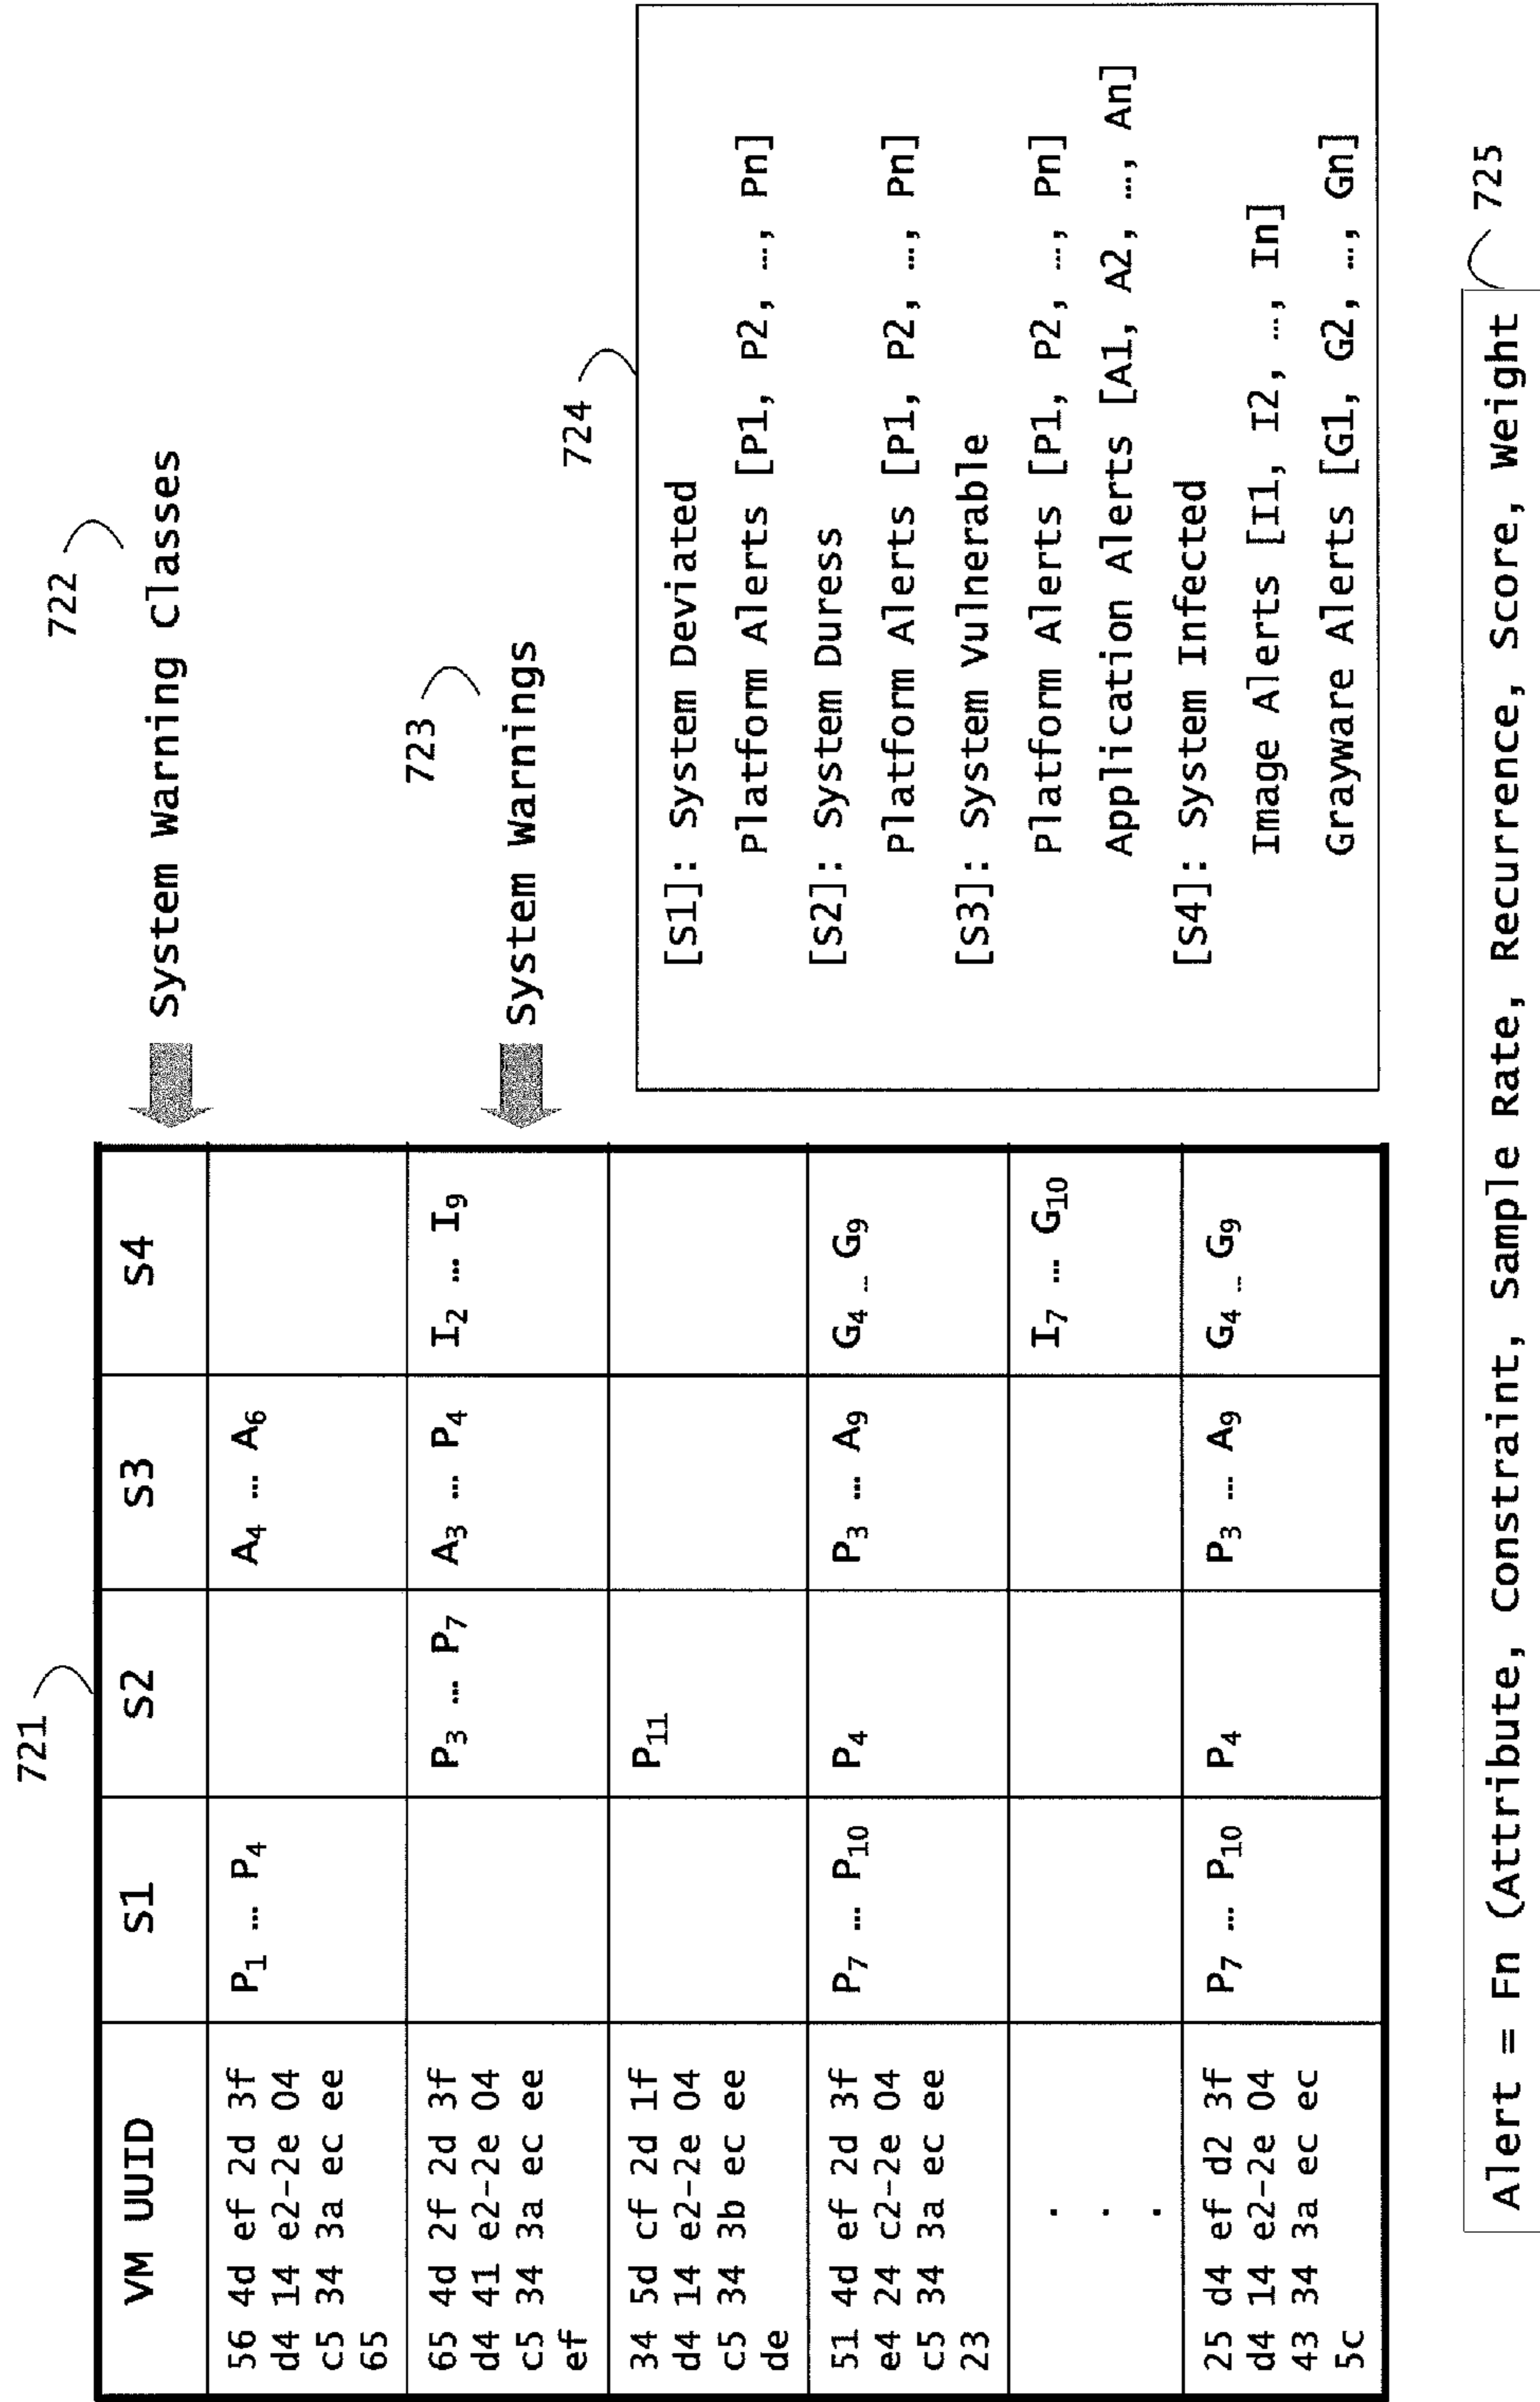 721
722
System Warning Classes
VM UUID S1 S2 S3 S4
56 4d ef 2d 3f P1 … P4 A4 … A6
d4 14 e2-2e 04
c5 34 3a ec ee
65
723
System Warnings
65 4d 2f 2d 3f P3 … P7 A3 … P4 I2 … I9
d4 41 e2-2e 04
c5 34 3a ec ee
ef
34 5d cf 2d 1f P11
d4 14 e2-2e 04
c5 34 3b ec ee
de
51 4d ef 2d 3f P7 … P10 P4 P3 … A9 G4 … G9
e4 24 c2-2e 04
c5 34 3a ec ee
23
. I7 … G10
.
.
25 d4 ef d2 3f P7 … P10 P4 P3 … A9 G4 … G9
d4 14 e2-2e 04
43 34 3a ec ec
5c
724
[S1]: System Deviated
Platform Alerts [P1, P2, …, Pn]
[S2]: System Duress
Platform Alerts [P1, P2, …, Pn]
[S3]: System Vulnerable
Platform Alerts [P1, P2, …, Pn]
Application Alerts [A1, A2, …, An]
[S4]: System Infected
Image Alerts [I1, I2, …, In]
Grayware Alerts [G1, G2, …, Gn]
725
Alert = Fn (Attribute, Constraint, Sample Rate, Recurrence, Score, Weight